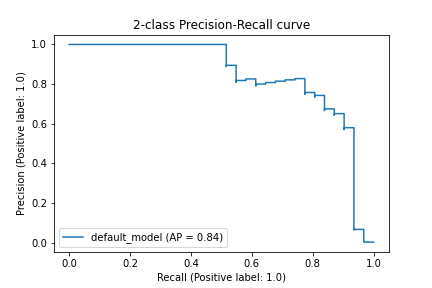 2-class Precision-Recall curve
Precision (Positive label: 1.0)
1.0
0.8
0.6
0.4
0.2
0.0
default_model (AP = 0.84)
0.0 0.2 0.4 0.6 0.8 1.0
Recall (Positive label: 1.0)